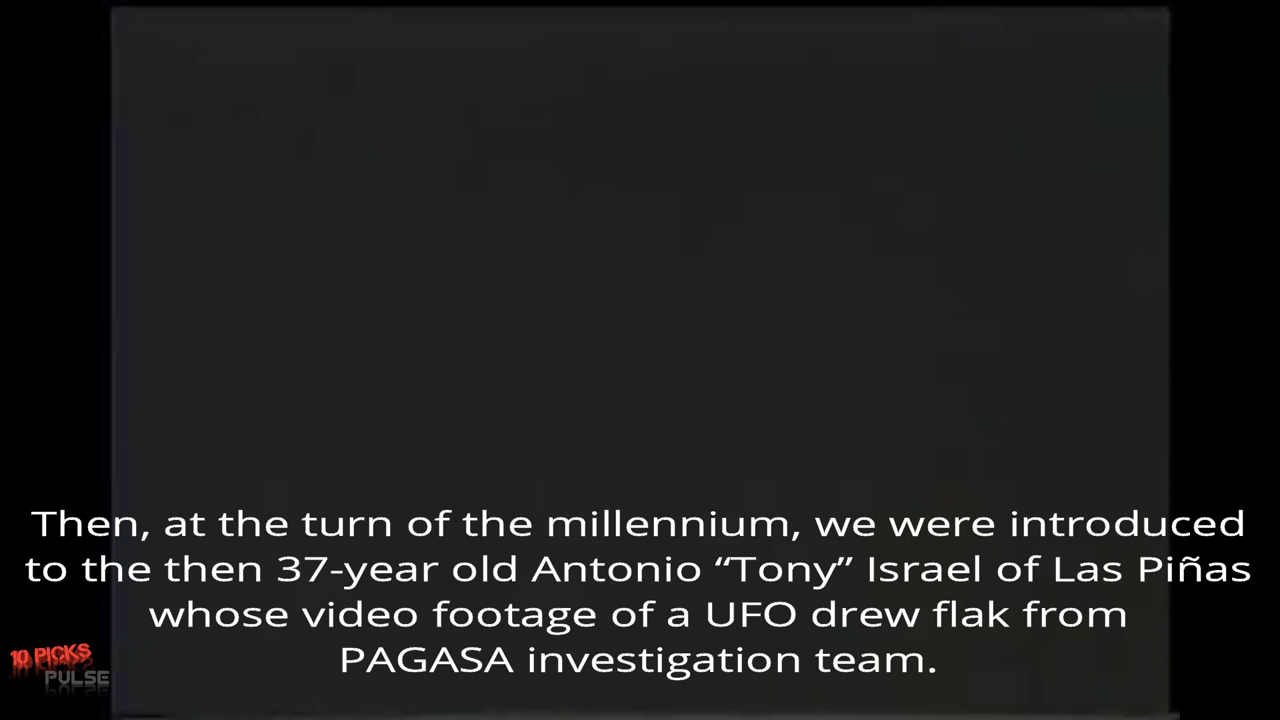 Then, at the turn of the millennium, we were introduced
to the then 37-year old Antonio “Tony” Israel of Las Piñas
whose video footage of a UFO drew flak from
PAGASA investigation team.
10 PICKS
PULSE